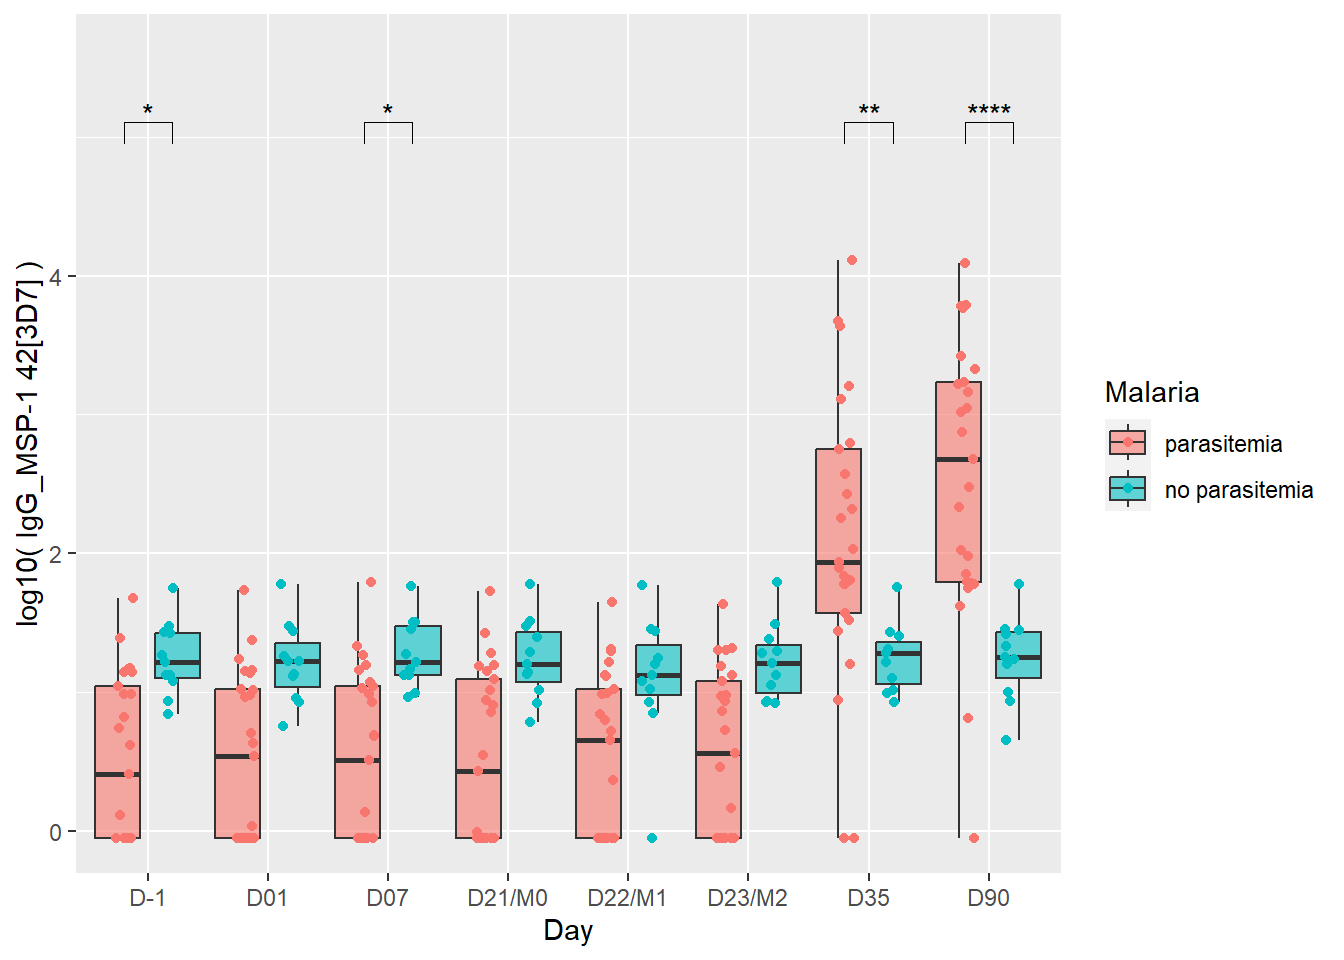 * * ** ****
log10( IgG_MSP-1 42[3D7] )
4
2
0
D-1 D01 D07 D21/M0 D22/M1 D23/M2 D35 D90
Day
Malaria
parasitemia
no parasitemia